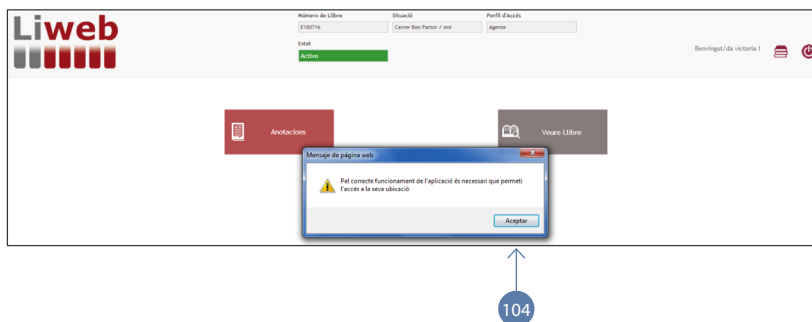 Liweb
Número de Llibre
E180716
Situació
Carrer Bon Partor / ord
Perfil d'Accés
Agente
Estat
Activo
Benvingut/da victoria !
Anotacions
Veure Llibre
Mensaje de página web
Pel correcte funcionament de l'aplicació és necessari que permeti
l'accés a la seva ubicació
Aceptar
104